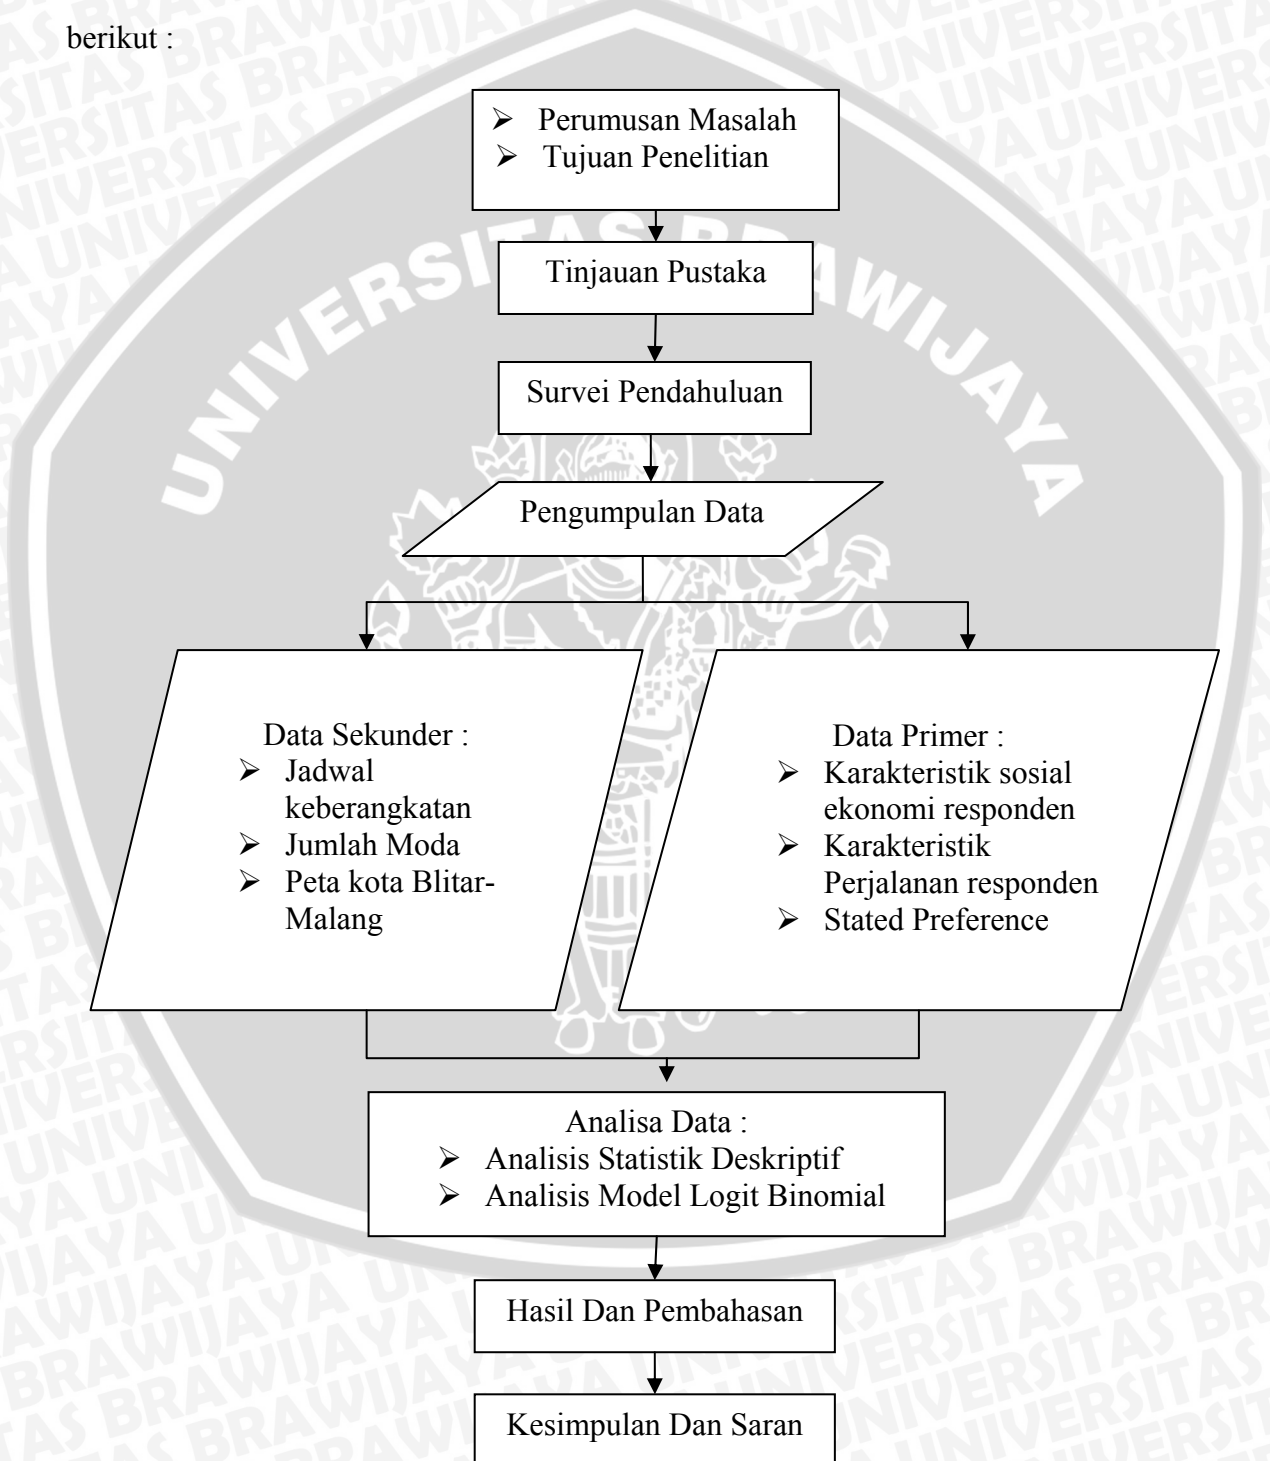 berikut :
➢ Perumusan Masalah
➢ Tujuan Penelitian
UNIVERSITAS BRAWIJAYA
Tinjauan Pustaka
Survei Pendahuluan
Pengumpulan Data
Data Sekunder :
➢ Jadwal
keberangkatan
➢ Jumlah Moda
➢ Peta kota Blitar-
Malang
Data Primer :
➢ Karakteristik sosial
ekonomi responden
➢ Karakteristik
Perjalanan responden
➢ Stated Preference
Analisa Data :
➢ Analisis Statistik Deskriptif
➢ Analisis Model Logit Binomial
Hasil Dan Pembahasan
Kesimpulan Dan Saran